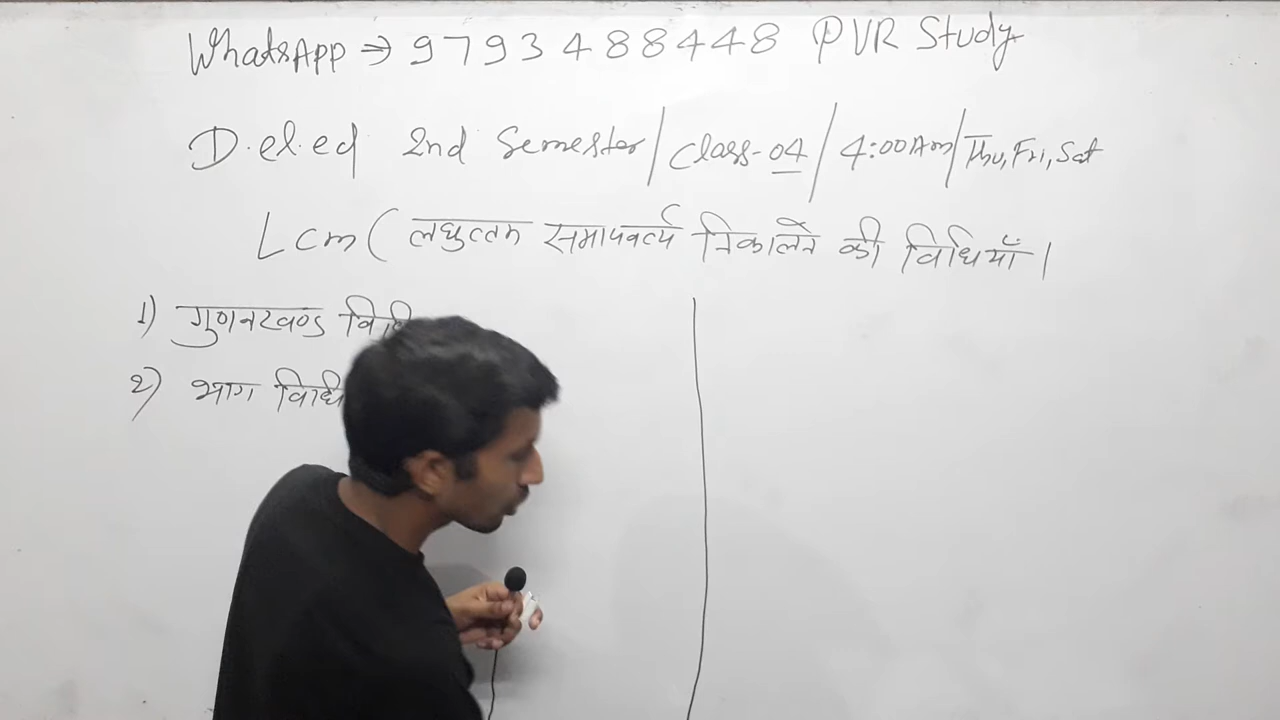 WhatsApp ⇒ 9793488448 PVR Study
D.el.ed 2nd Semester / Class-04 / 4:00Am / Thu, Fri, Sat
Lcm ( लघुत्तम समापवर्त्य निकालने की विधियाँ ।
1) गुणनखण्ड विधि
2) भाग विधि